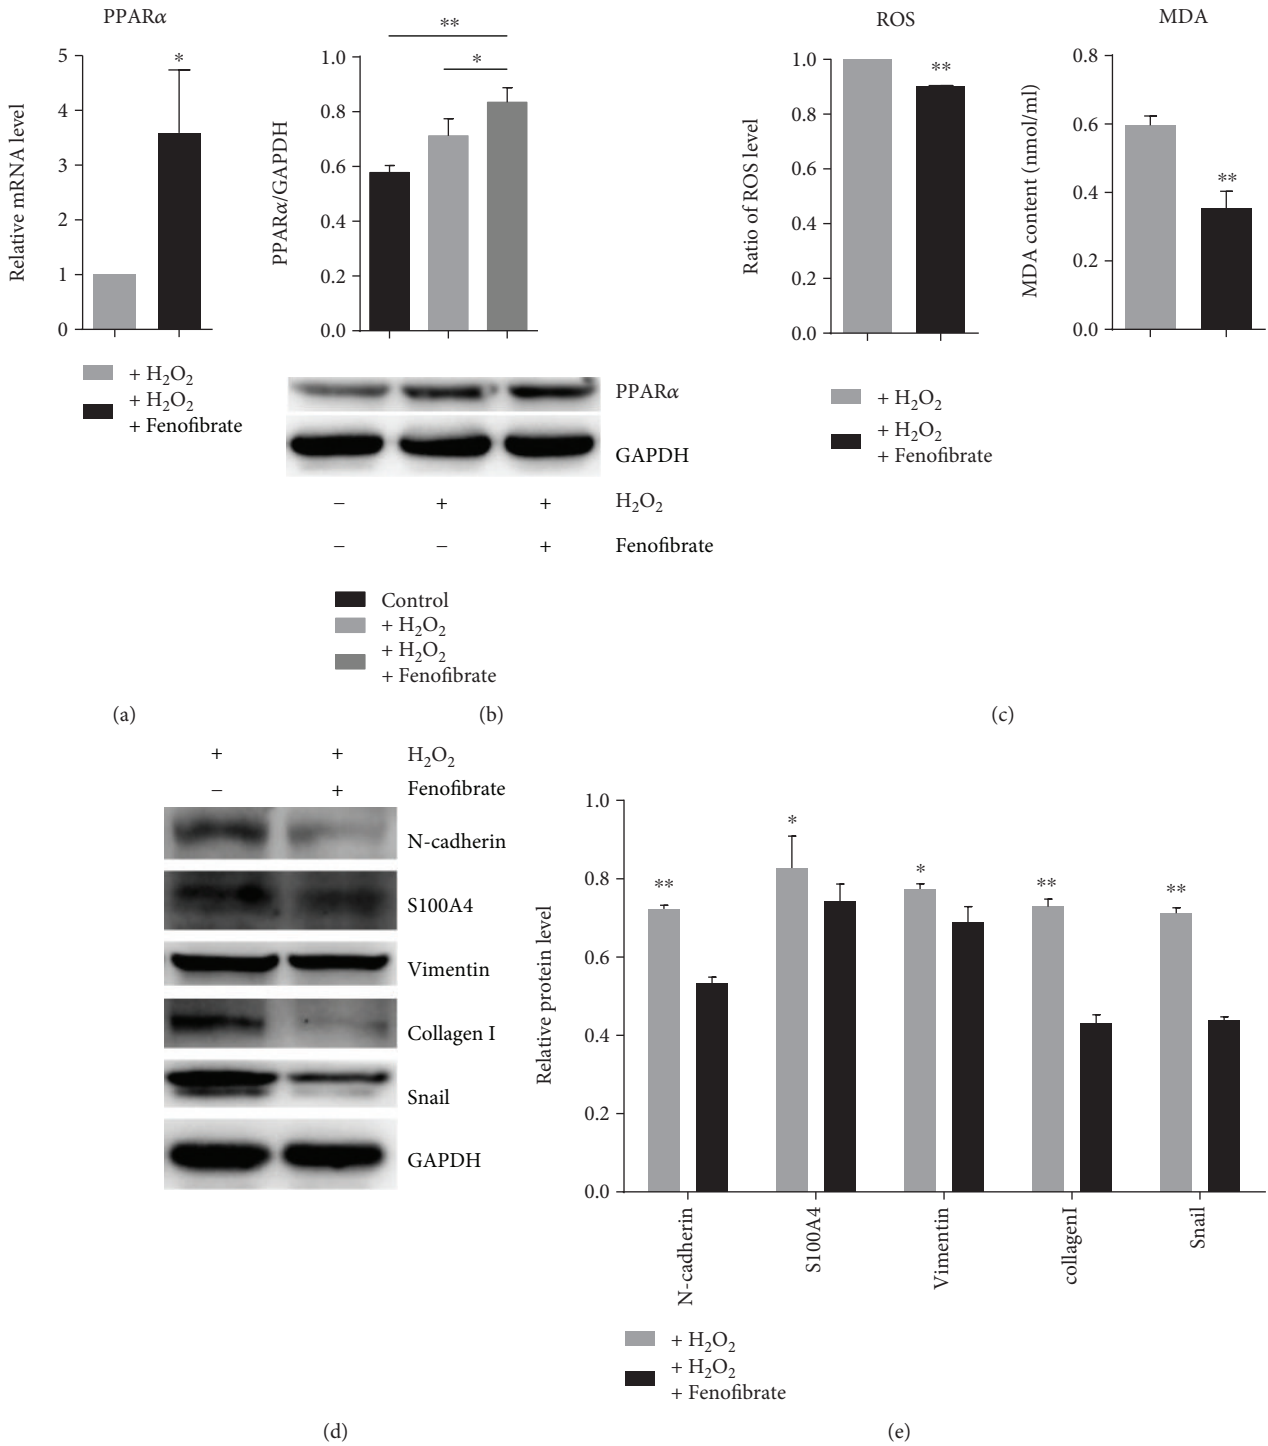 PPARα
Relative mRNA level
5
4
3
2
1
0
*
+ H₂O₂
+ H₂O₂
+ Fenofibrate
(a)
PPARα/GAPDH
1.0
0.8
0.6
0.4
0.2
0.0
**
*
PPARα
GAPDH
− + + H₂O₂
− − + Fenofibrate
Control
+ H₂O₂
+ H₂O₂
+ Fenofibrate
(b)
ROS
Ratio of ROS level
1.0
0.8
0.6
0.4
0.2
0.0
**
MDA
MDA content (nmol/ml)
0.8
0.6
0.4
0.2
0.0
**
+ H₂O₂
+ H₂O₂
+ Fenofibrate
(c)
+ + H₂O₂
− + Fenofibrate
N-cadherin
S100A4
Vimentin
Collagen I
Snail
GAPDH
(d)
Relative protein level
1.0
0.8
0.6
0.4
0.2
0.0
**
*
*
**
**
N-cadherin
S100A4
Vimentin
collagenI
Snail
+ H₂O₂
+ H₂O₂
+ Fenofibrate
(e)